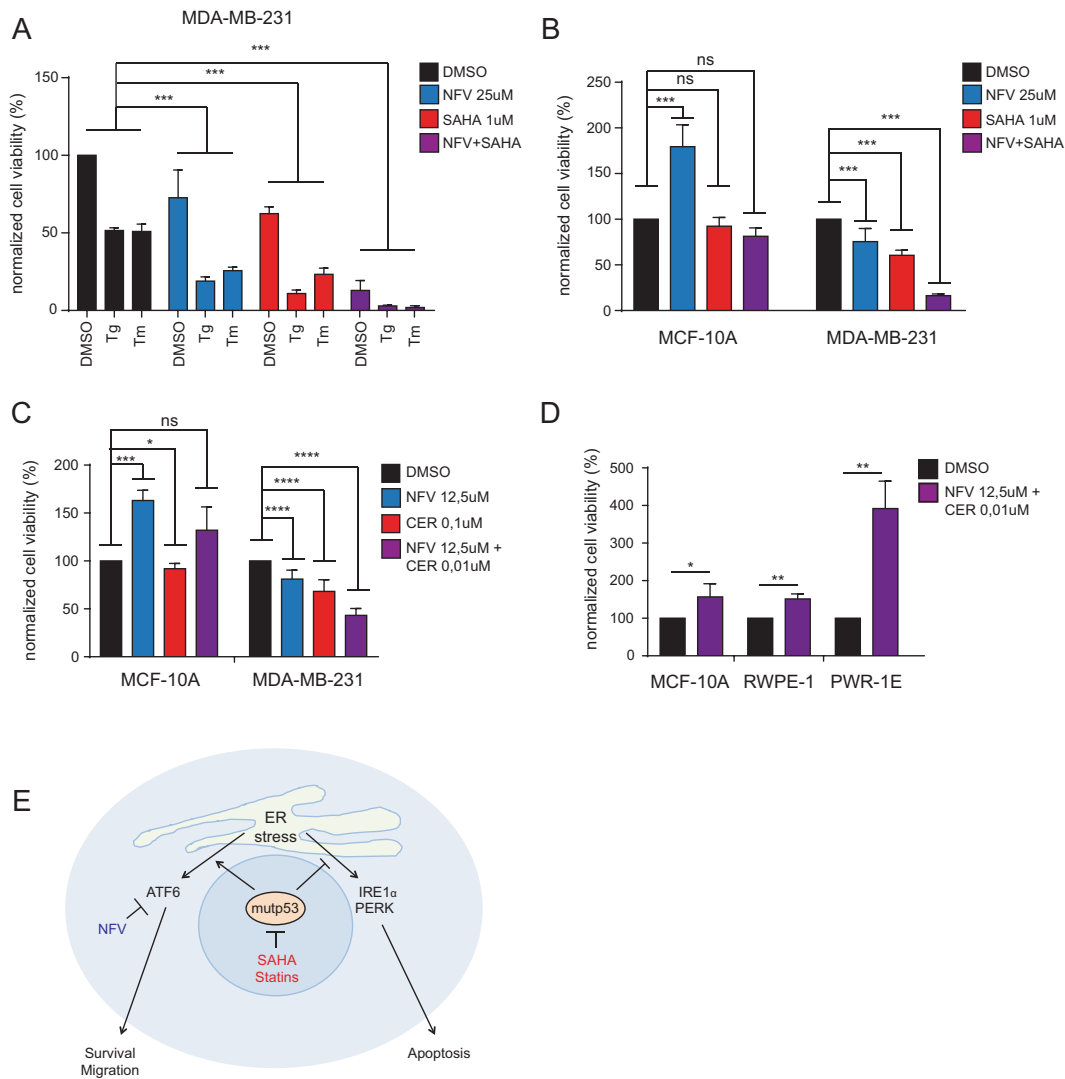 A
MDA-MB-231
***
***
***
normalized cell viability (%)
150
100
50
0
DMSO
Tg
Tm
DMSO
Tg
Tm
DMSO
Tg
Tm
DMSO
Tg
Tm
DMSO
NFV 25uM
SAHA 1uM
NFV+SAHA
B
ns
ns
***
***
***
***
normalized cell viability (%)
250
200
150
100
50
0
MCF-10A
MDA-MB-231
DMSO
NFV 25uM
SAHA 1uM
NFV+SAHA
C
ns
*
***
****
****
****
normalized cell viability (%)
200
150
100
50
0
MCF-10A
MDA-MB-231
DMSO
NFV 12,5uM
CER 0,1uM
NFV 12,5uM +
CER 0,01uM
D
*
**
**
normalized cell viability (%)
500
400
300
200
100
0
MCF-10A
RWPE-1
PWR-1E
DMSO
NFV 12,5uM +
CER 0,01uM
E
ER
stress
ATF6
NFV
mutp53
IRE1α
PERK
SAHA
Statins
Survival
Migration
Apoptosis